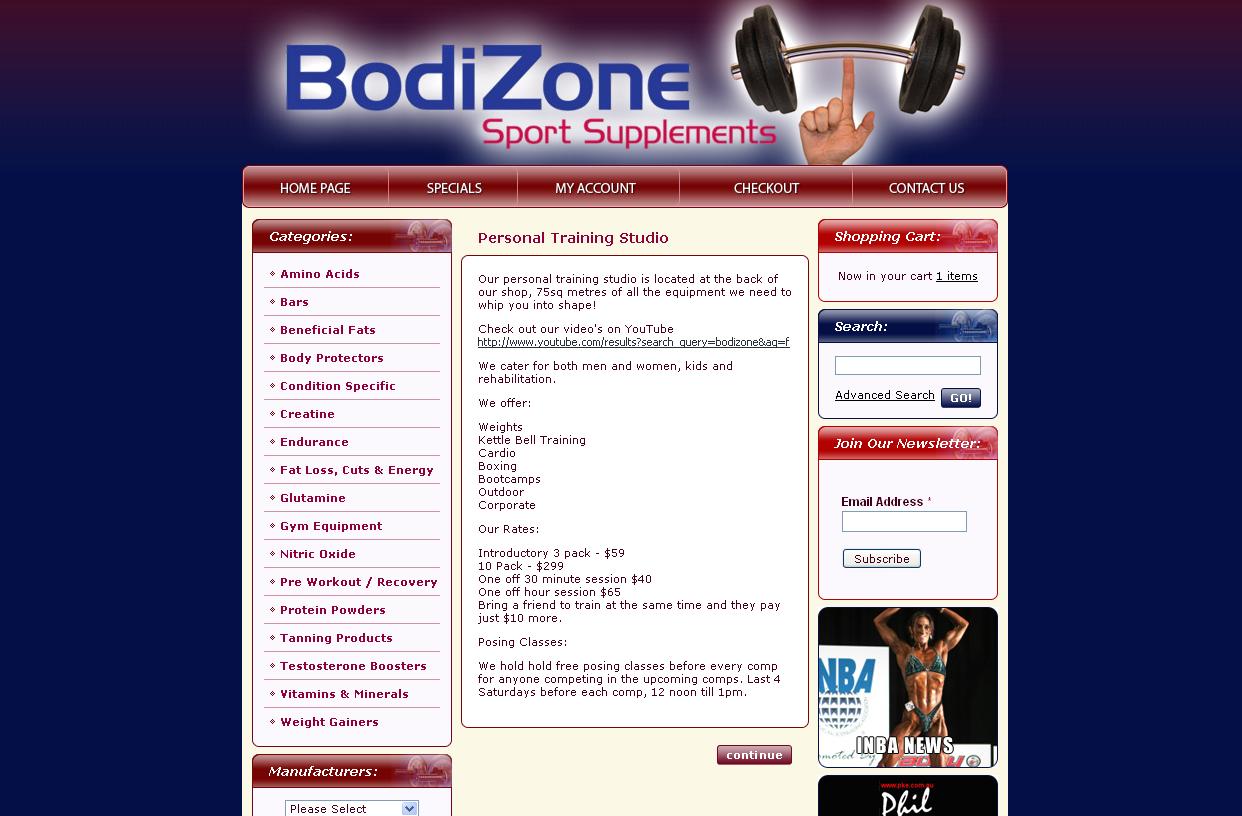 BodiZone
Sport Supplements
HOME PAGE
SPECIALS
MY ACCOUNT
CHECKOUT
CONTACT US
Categories:
Amino Acids
Bars
Beneficial Fats
Body Protectors
Condition Specific
Creatine
Endurance
Fat Loss, Cuts & Energy
Glutamine
Gym Equipment
Nitric Oxide
Pre Workout / Recovery
Protein Powders
Tanning Products
Testosterone Boosters
Vitamins & Minerals
Weight Gainers
Manufacturers:
Please Select
Personal Training Studio
Our personal training studio is located at the back of
our shop, 75sq metres of all the equipment we need to
whip you into shape!
Check out our video's on YouTube
http://www.youtube.com/results?search_query=bodizone&aq=f
We cater for both men and women, kids and
rehabilitation.
We offer:
Weights
Kettle Bell Training
Cardio
Boxing
Bootcamps
Outdoor
Corporate
Our Rates:
Introductory 3 pack - $59
10 Pack - $299
One off 30 minute session $40
One off hour session $65
Bring a friend to train at the same time and they pay
just $10 more.
Posing Classes:
We hold hold free posing classes before every comp
for anyone competing in the upcoming comps. Last 4
Saturdays before each comp, 12 noon till 1pm.
continue
Shopping Cart:
Now in your cart 1 items
Search:
Advanced Search
GO!
Join Our Newsletter:
Email Address *
Subscribe
NBA
INBA NEWS
www.pke.com.au
Phil